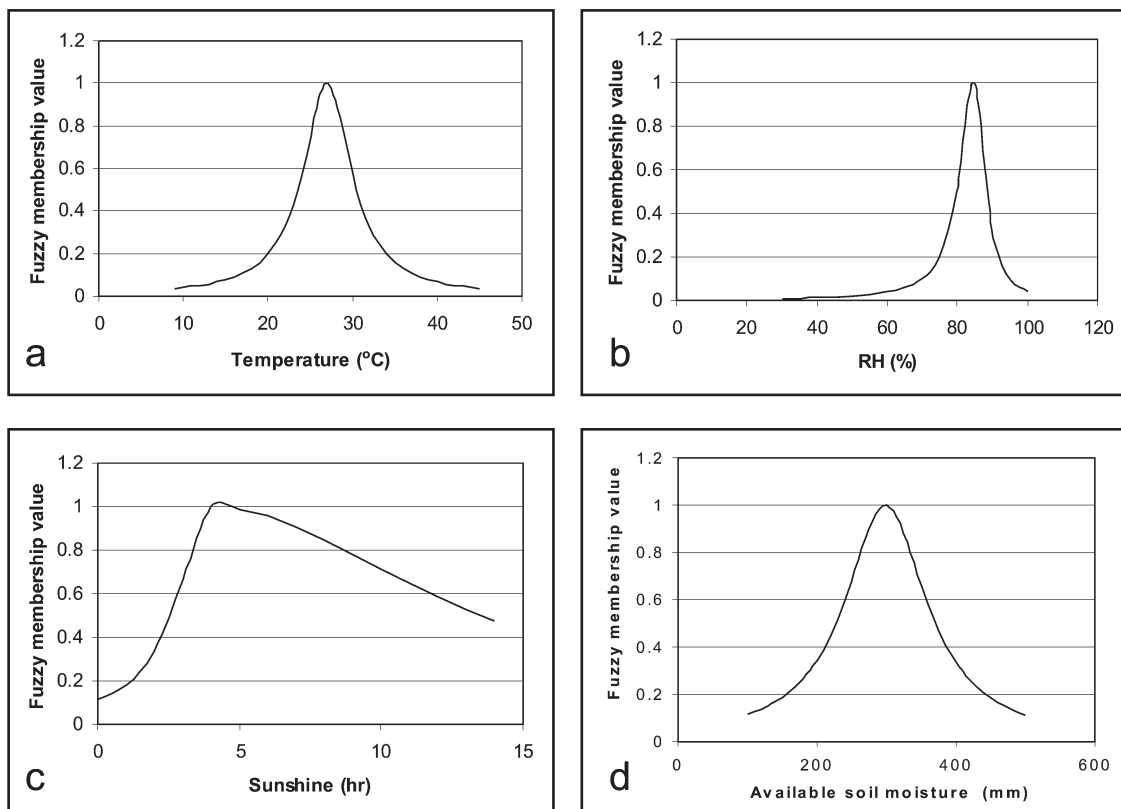 1.2
1
0.8
0.6
0.4
0.2
0
Fuzzy membership value
0 10 20 30 40 50
Temperature (°C)
a
1.2
1
0.8
0.6
0.4
0.2
0
Fuzzy membership value
0 20 40 60 80 100 120
RH (%)
b
1.2
1
0.8
0.6
0.4
0.2
0
Fuzzy membership value
0 5 10 15
Sunshine (hr)
c
1.2
1
0.8
0.6
0.4
0.2
0
Fuzzy membership value
0 200 400 600
Available soil moisture (mm)
d